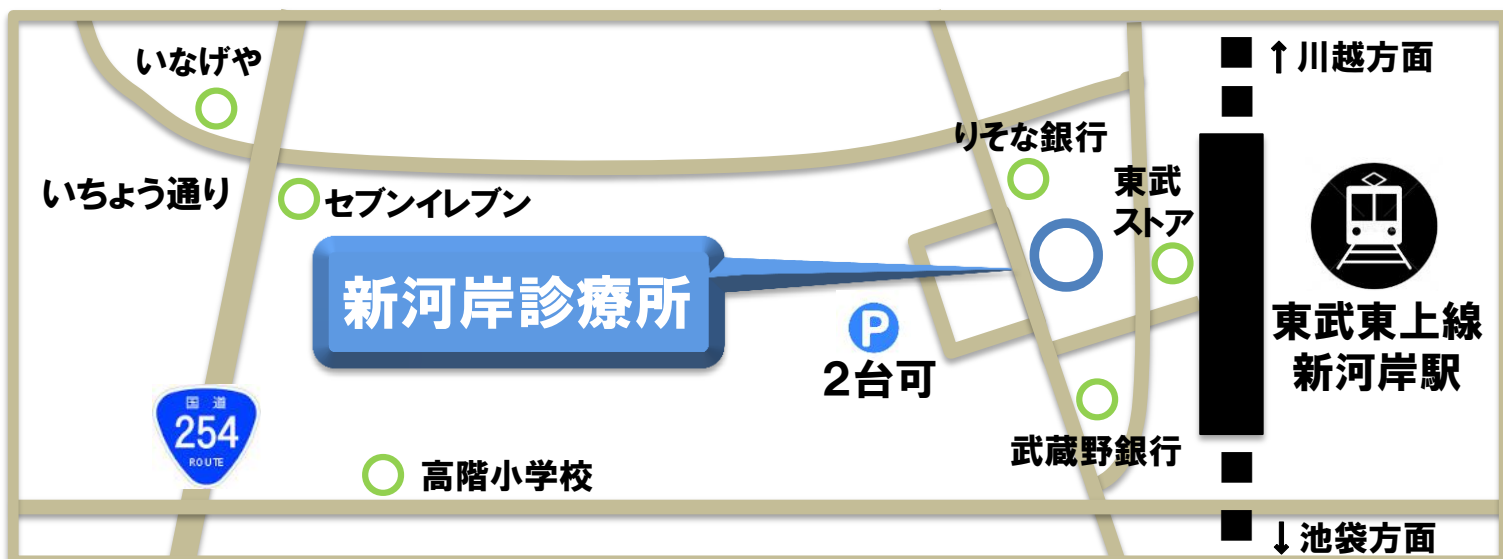 いなげや
↑川越方面
りそな銀行
東武
ストア
いちょう通り
セブンイレブン
新河岸診療所
P
2台可
東武東上線
新河岸駅
国道
254
ROUTE
武蔵野銀行
高階小学校
↓池袋方面